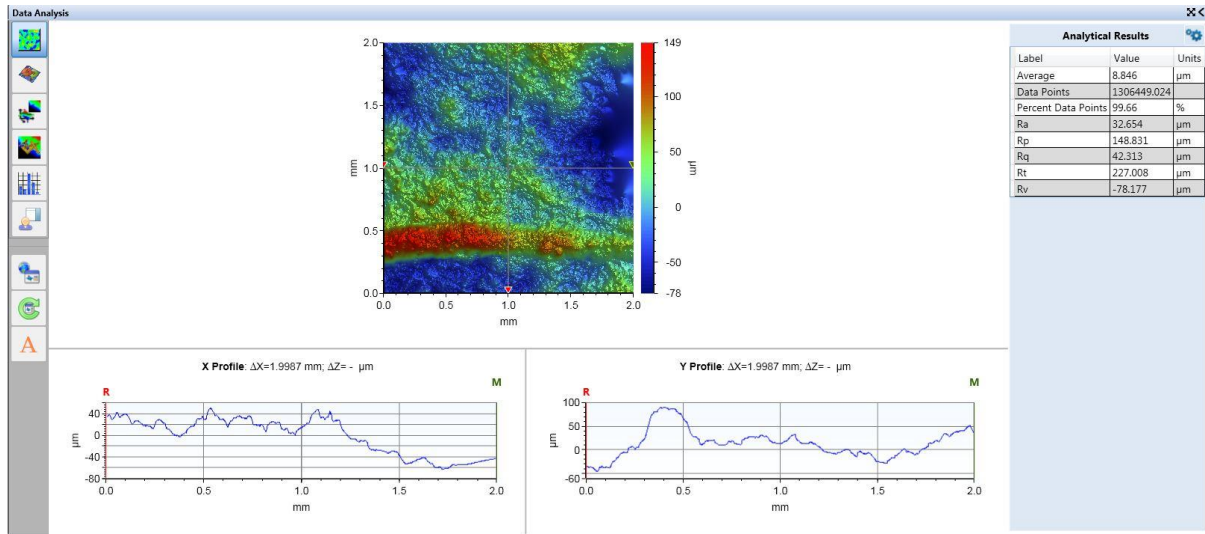 Data Analysis
2.0
1.5
1.0
0.5
0.0
mm
0.0 0.5 1.0 1.5 2.0
mm
149
100
50
0
-50
-78
µm
Analytical Results
Label Value Units
Average 8.846 µm
Data Points 1306449.024
Percent Data Points 99.66 %
Ra 32.654 µm
Rp 148.831 µm
Rq 42.313 µm
Rt 227.008 µm
Rv -78.177 µm
A
X Profile: ΔX=1.9987 mm; ΔZ= - µm
R M
40
0
-40
-80
µm
0.0 0.5 1.0 1.5 2.0
mm
Y Profile: ΔX=1.9987 mm; ΔZ= - µm
R M
100
50
0
-60
µm
0.0 0.5 1.0 1.5 2.0
mm